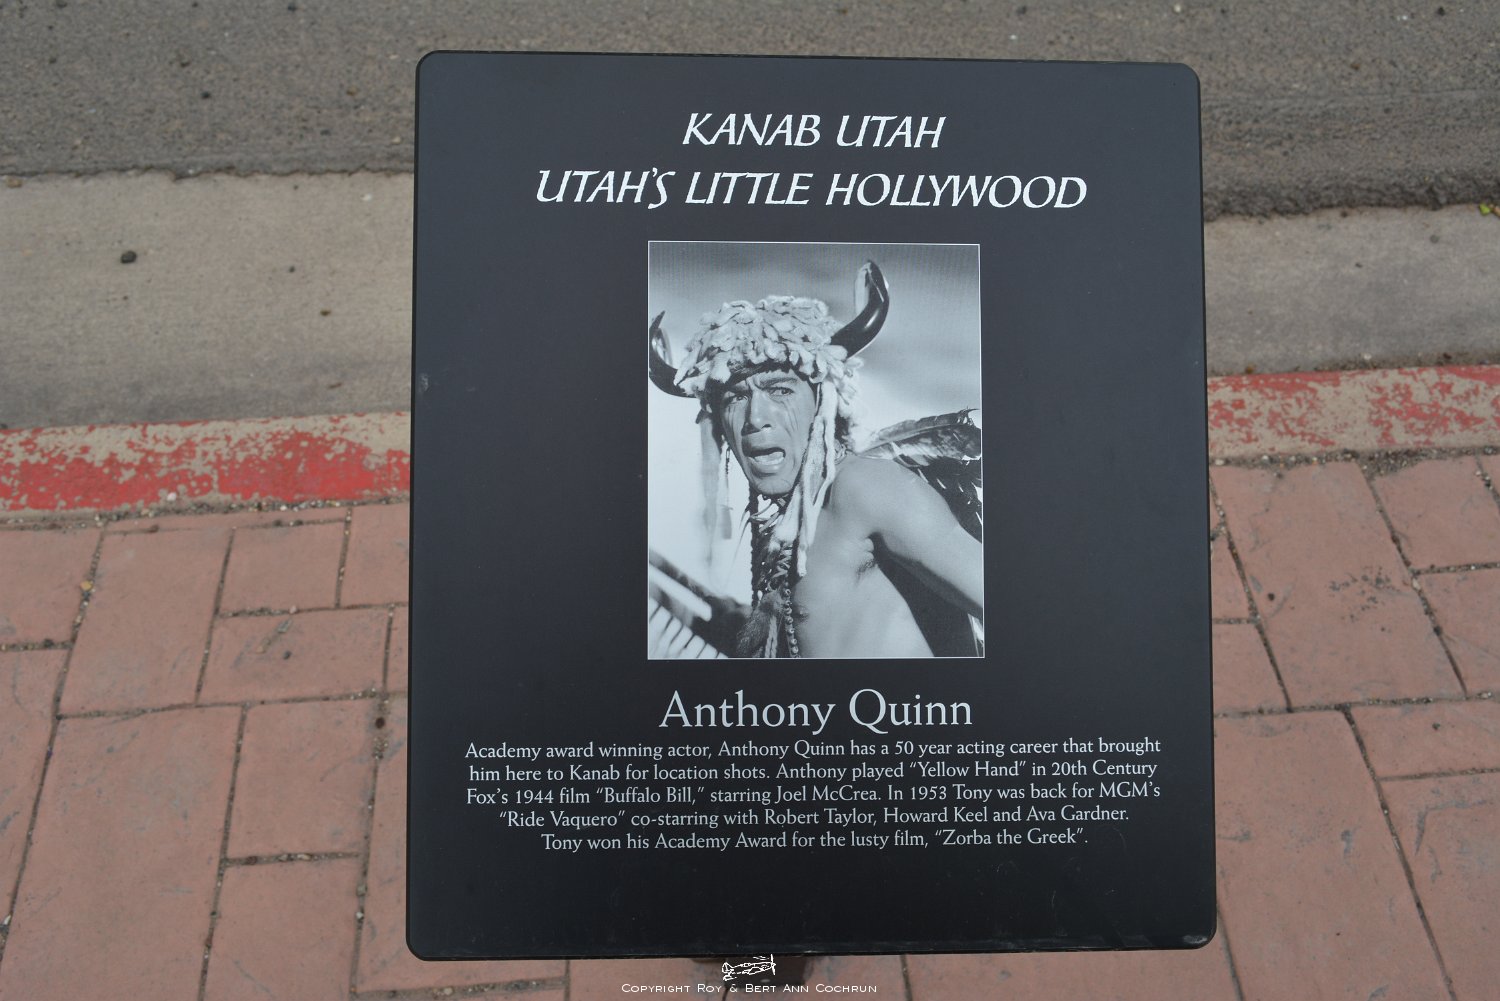 KANAB UTAH
UTAH'S LITTLE HOLLYWOOD
Anthony Quinn
Academy award winning actor, Anthony Quinn has a 50 year acting career that brought
him here to Kanab for location shots. Anthony played “Yellow Hand” in 20th Century
Fox's 1944 film “Buffalo Bill,” starring Joel McCrea. In 1953 Tony was back for MGM's
“Ride Vaquero” co-starring with Robert Taylor, Howard Keel and Ava Gardner.
Tony won his Academy Award for the lusty film, “Zorba the Greek”.
Copyright Roy & Bert Ann Cochrun